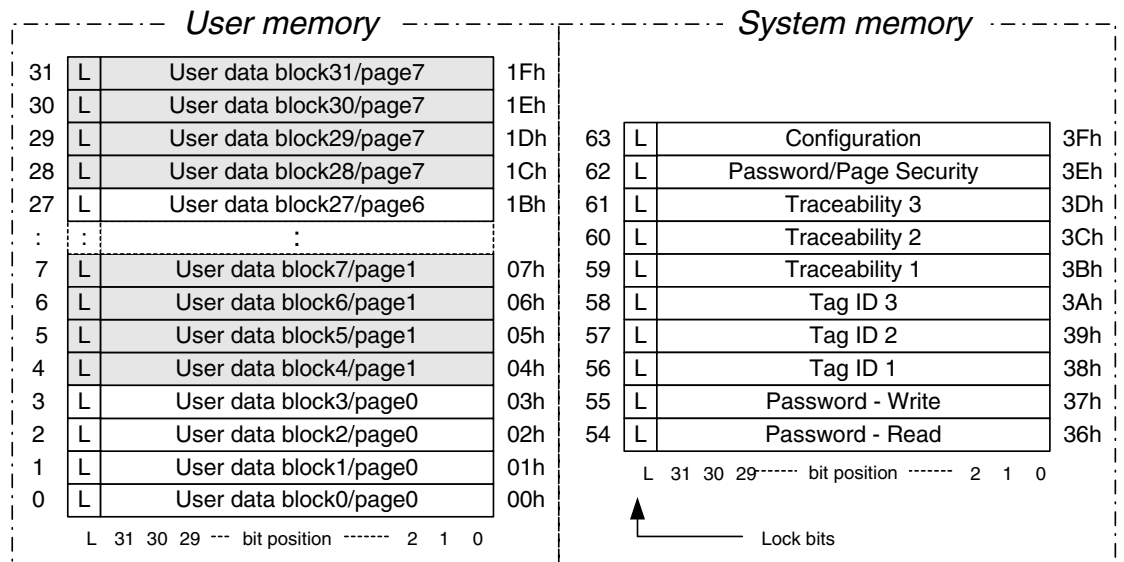 User memory
31 L User data block31/page7 1Fh
30 L User data block30/page7 1Eh
29 L User data block29/page7 1Dh
28 L User data block28/page7 1Ch
27 L User data block27/page6 1Bh
: : :
7 L User data block7/page1 07h
6 L User data block6/page1 06h
5 L User data block5/page1 05h
4 L User data block4/page1 04h
3 L User data block3/page0 03h
2 L User data block2/page0 02h
1 L User data block1/page0 01h
0 L User data block0/page0 00h
L 31 30 29 --- bit position ------- 2 1 0
System memory
63 L Configuration 3Fh
62 L Password/Page Security 3Eh
61 L Traceability 3 3Dh
60 L Traceability 2 3Ch
59 L Traceability 1 3Bh
58 L Tag ID 3 3Ah
57 L Tag ID 2 39h
56 L Tag ID 1 38h
55 L Password - Write 37h
54 L Password - Read 36h
L 31 30 29------ bit position ------- 2 1 0
Lock bits